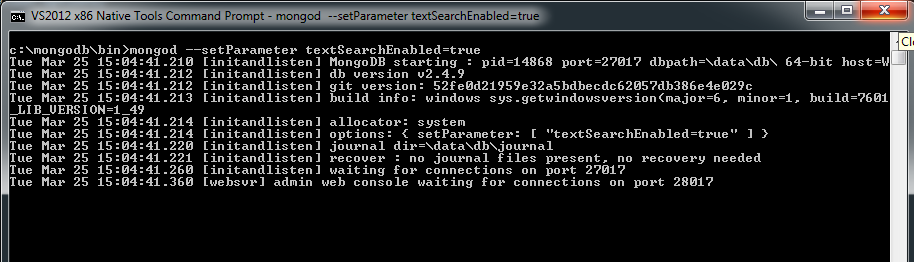 VS2012 x86 Native Tools Command Prompt - mongod --setParameter textSearchEnabled=true
c:\mongodb\bin>mongod --setParameter textSearchEnabled=true
Tue Mar 25 15:04:41.210 [initandlisten] MongoDB starting : pid=14868 port=27017 dbpath=\data\db\ 64-bit host=W
Tue Mar 25 15:04:41.212 [initandlisten] db version v2.4.9
Tue Mar 25 15:04:41.212 [initandlisten] git version: 52fe0d21959e32a5bdbecdc62057db386e4e029c
Tue Mar 25 15:04:41.213 [initandlisten] build info: windows sys.getwindowsversion(major=6, minor=1, build=7601
_LIB_VERSION=1_49
Tue Mar 25 15:04:41.214 [initandlisten] allocator: system
Tue Mar 25 15:04:41.214 [initandlisten] options: { setParameter: [ "textSearchEnabled=true" ] }
Tue Mar 25 15:04:41.220 [initandlisten] journal dir=\data\db\journal
Tue Mar 25 15:04:41.221 [initandlisten] recover : no journal files present, no recovery needed
Tue Mar 25 15:04:41.260 [initandlisten] waiting for connections on port 27017
Tue Mar 25 15:04:41.360 [websvr] admin web console waiting for connections on port 28017